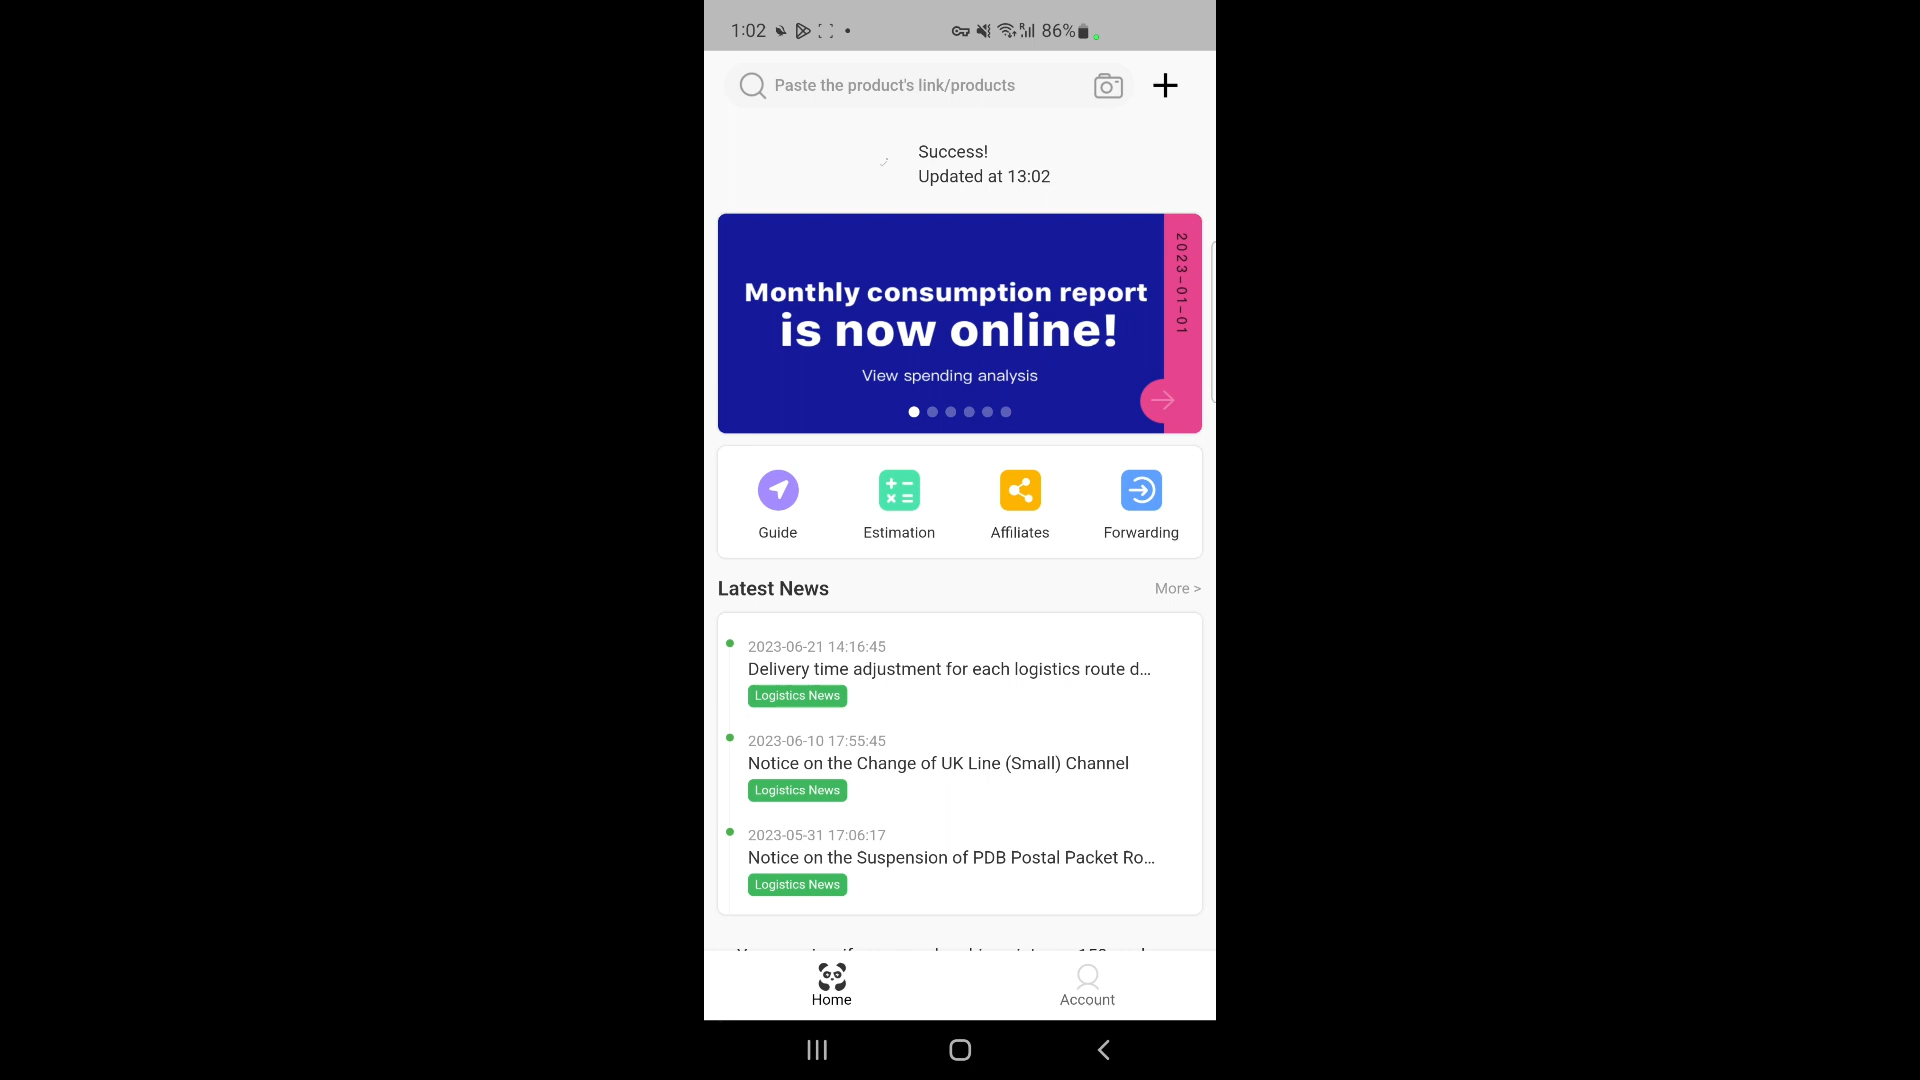 1:02
86%
Paste the product's link/products
Success!
Updated at 13:02
2023-01-01
Monthly consumption report
is now online!
View spending analysis
Guide
Estimation
Affiliates
Forwarding
Latest News
More >
2023-06-21 14:16:45
Delivery time adjustment for each logistics route d...
Logistics News
2023-06-10 17:55:45
Notice on the Change of UK Line (Small) Channel
Logistics News
2023-05-31 17:06:17
Notice on the Suspension of PDB Postal Packet Ro...
Logistics News
Home
Account